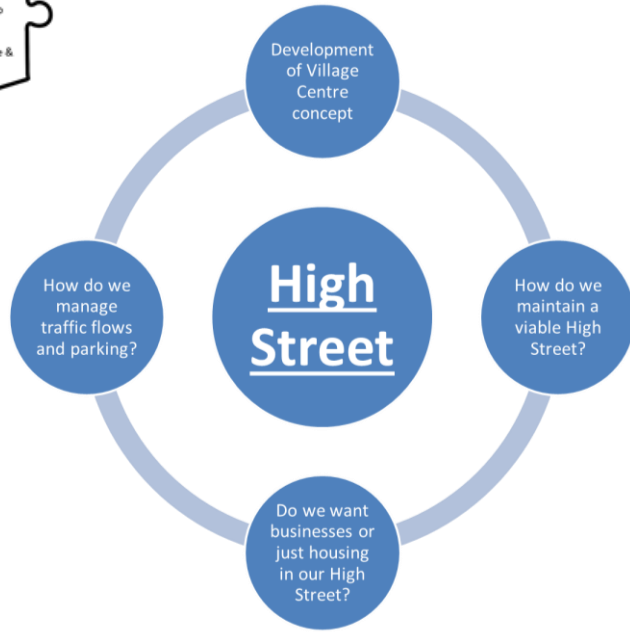 e &
Development
of Village
Centre
concept
How do we
manage
traffic flows
and parking?
High
Street
How do we
maintain a
viable High
Street?
Do we want
businesses or
just housing
in our High
Street?